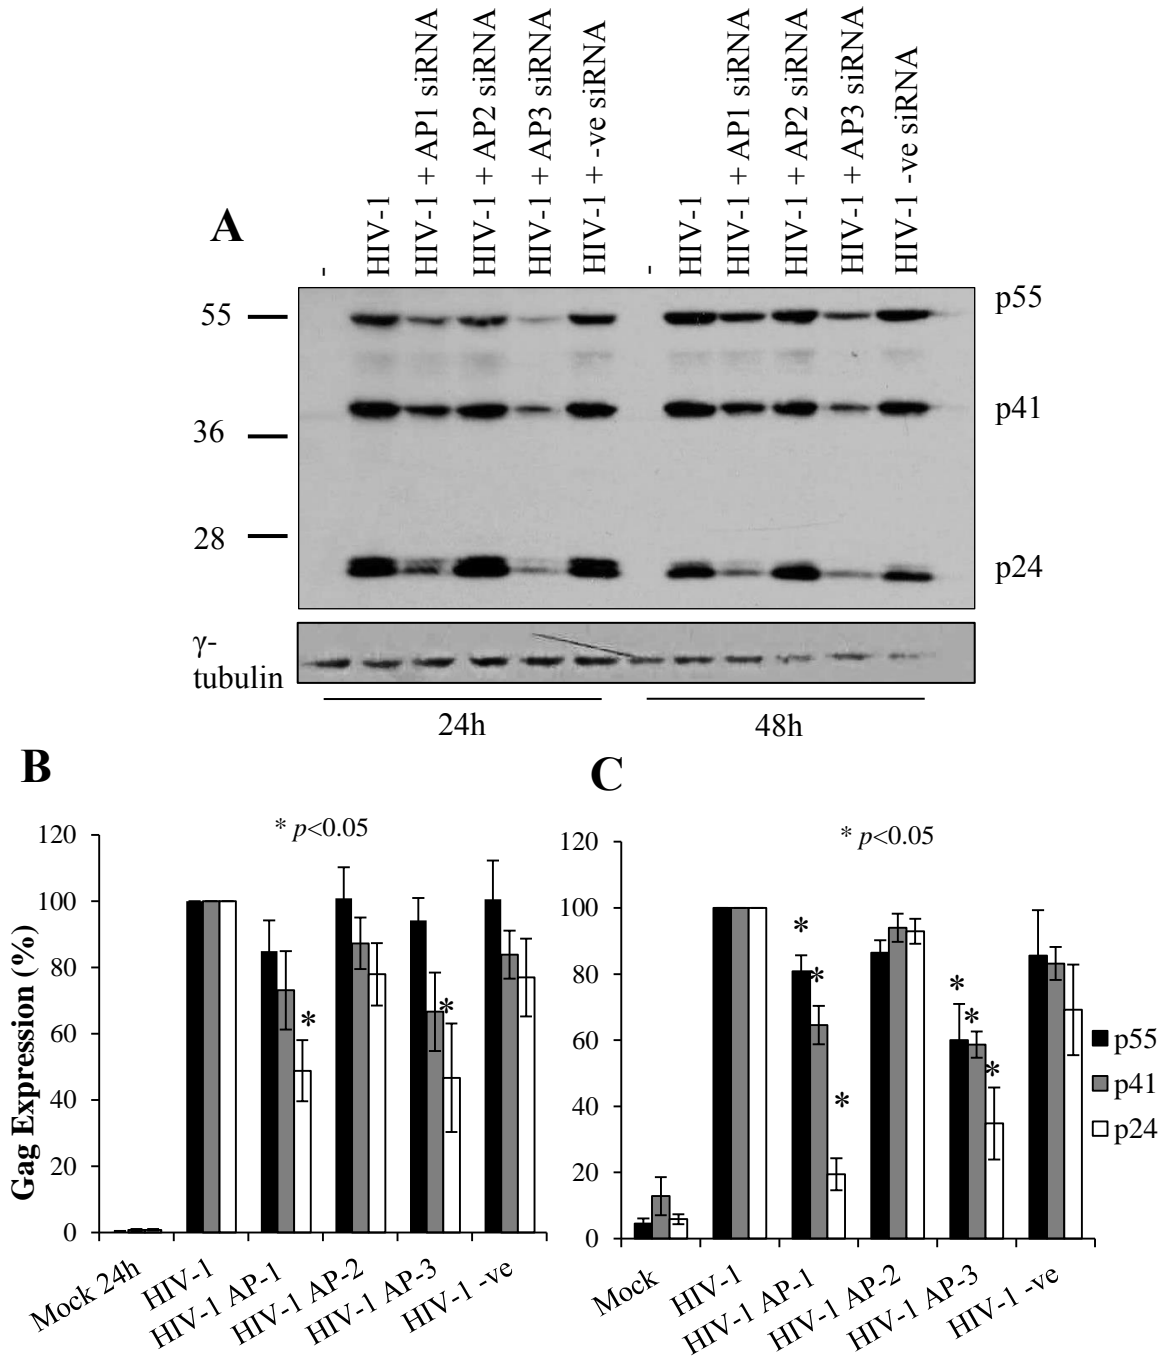 A
-
HIV-1
HIV-1 + AP1 siRNA
HIV-1 + AP2 siRNA
HIV-1 + AP3 siRNA
HIV-1 + -ve siRNA
-
HIV-1
HIV-1 + AP1 siRNA
HIV-1 + AP2 siRNA
HIV-1 + AP3 siRNA
HIV-1 -ve siRNA
55
36
28
p55
p41
p24
γ-
tubulin
24h
48h
B
* p<0.05
Gag Expression (%)
120
100
80
60
40
20
0
*
*
Mock 24h
HIV-1
HIV-1 AP-1
HIV-1 AP-2
HIV-1 AP-3
HIV-1 -ve
C
* p<0.05
120
100
80
60
40
20
0
*
*
*
*
*
*
Mock
HIV-1
HIV-1 AP-1
HIV-1 AP-2
HIV-1 AP-3
HIV-1 -ve
p55
p41
p24